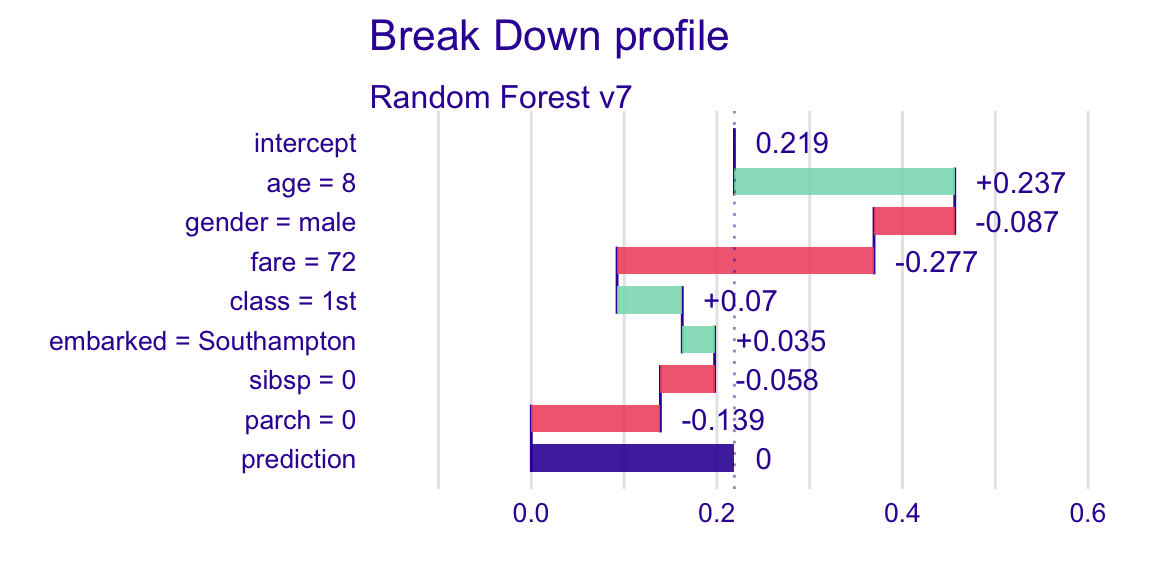 Break Down profile
Random Forest v7
intercept 0.219
age = 8 +0.237
gender = male -0.087
fare = 72 -0.277
class = 1st +0.07
embarked = Southampton +0.035
sibsp = 0 -0.058
parch = 0 -0.139
prediction 0
0.0 0.2 0.4 0.6